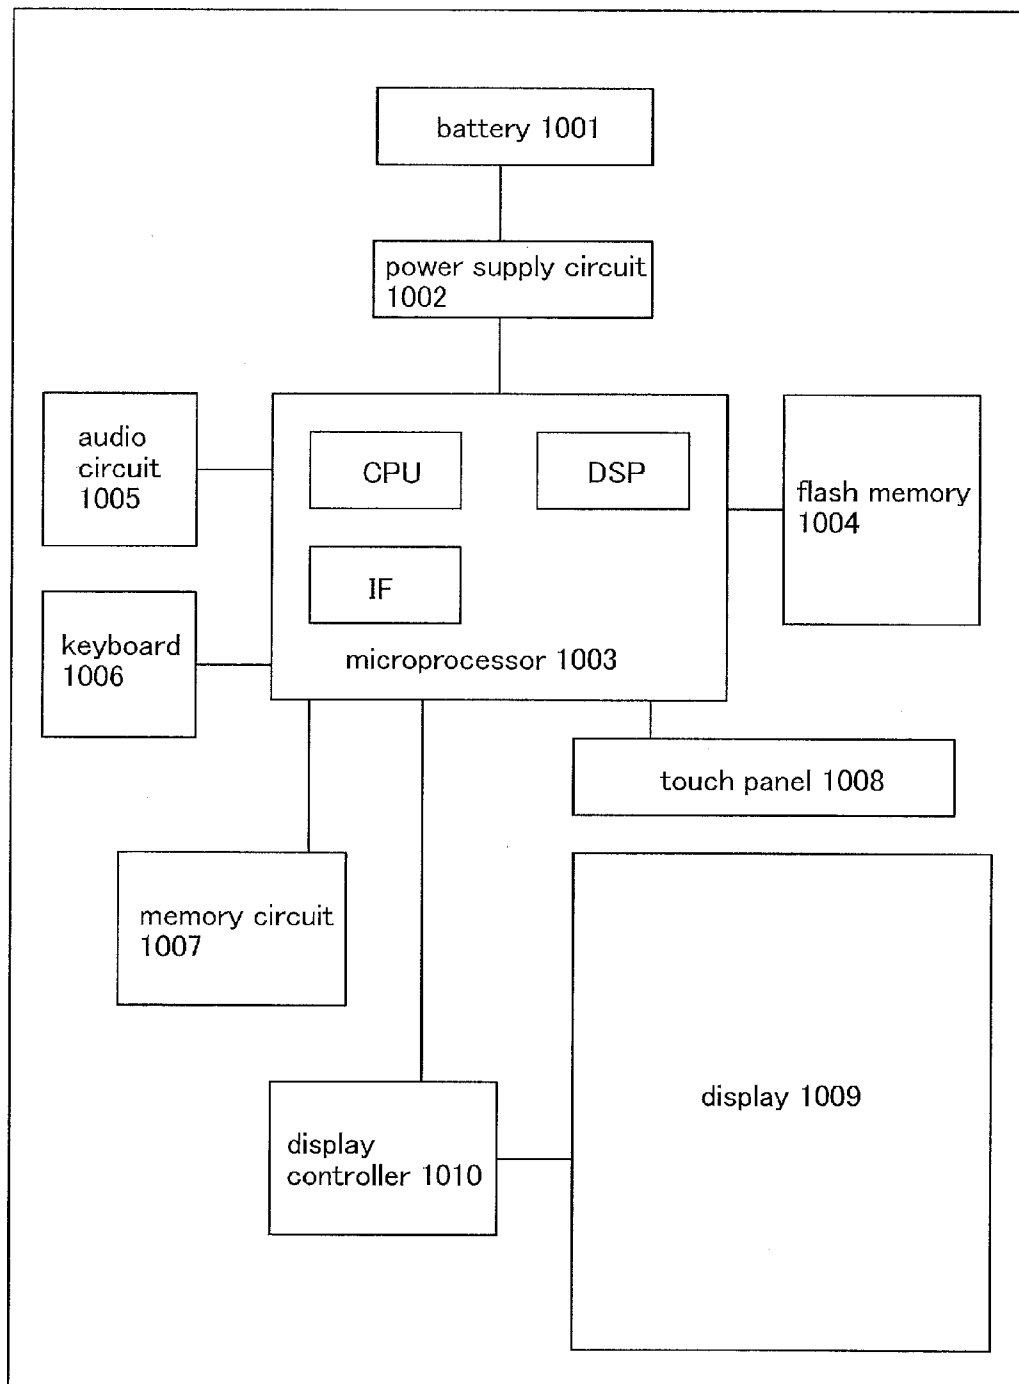 battery 1001
power supply circuit
1002
audio
circuit
1005
CPU
DSP
flash memory
1004
IF
keyboard
1006
microprocessor 1003
touch panel 1008
memory circuit
1007
display 1009
display
controller 1010